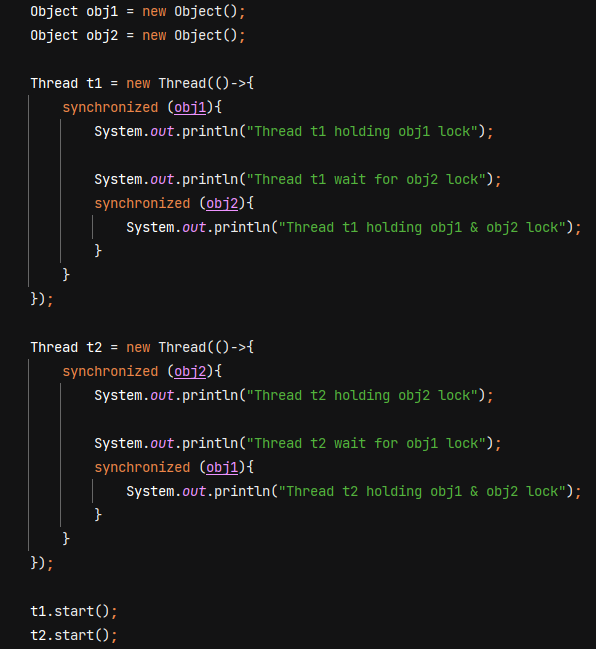 Object obj1 = new Object();
Object obj2 = new Object();
Thread t1 = new Thread(()->{
synchronized (obj1){
System.out.println("Thread t1 holding obj1 lock");
System.out.println("Thread t1 wait for obj2 lock");
synchronized (obj2){
System.out.println("Thread t1 holding obj1 & obj2 lock");
}
}
});
Thread t2 = new Thread(()->{
synchronized (obj2){
System.out.println("Thread t2 holding obj2 lock");
System.out.println("Thread t2 wait for obj1 lock");
synchronized (obj1){
System.out.println("Thread t2 holding obj1 & obj2 lock");
}
}
});
t1.start();
t2.start();